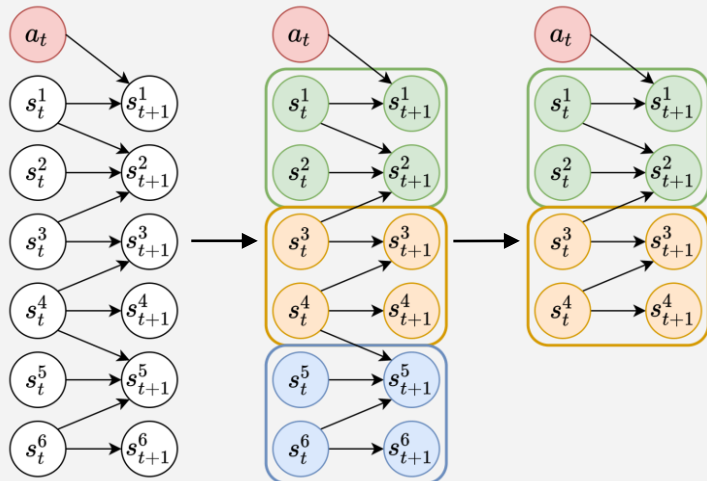 a_t a_t a_t
s_t^1 s_{t+1}^1 s_t^1 s_{t+1}^1 s_t^1 s_{t+1}^1
s_t^2 s_{t+1}^2 s_t^2 s_{t+1}^2 s_t^2 s_{t+1}^2
s_t^3 s_{t+1}^3 s_t^3 s_{t+1}^3 s_t^3 s_{t+1}^3
s_t^4 s_{t+1}^4 s_t^4 s_{t+1}^4 s_t^4 s_{t+1}^4
s_t^5 s_{t+1}^5 s_t^5 s_{t+1}^5
s_t^6 s_{t+1}^6 s_t^6 s_{t+1}^6